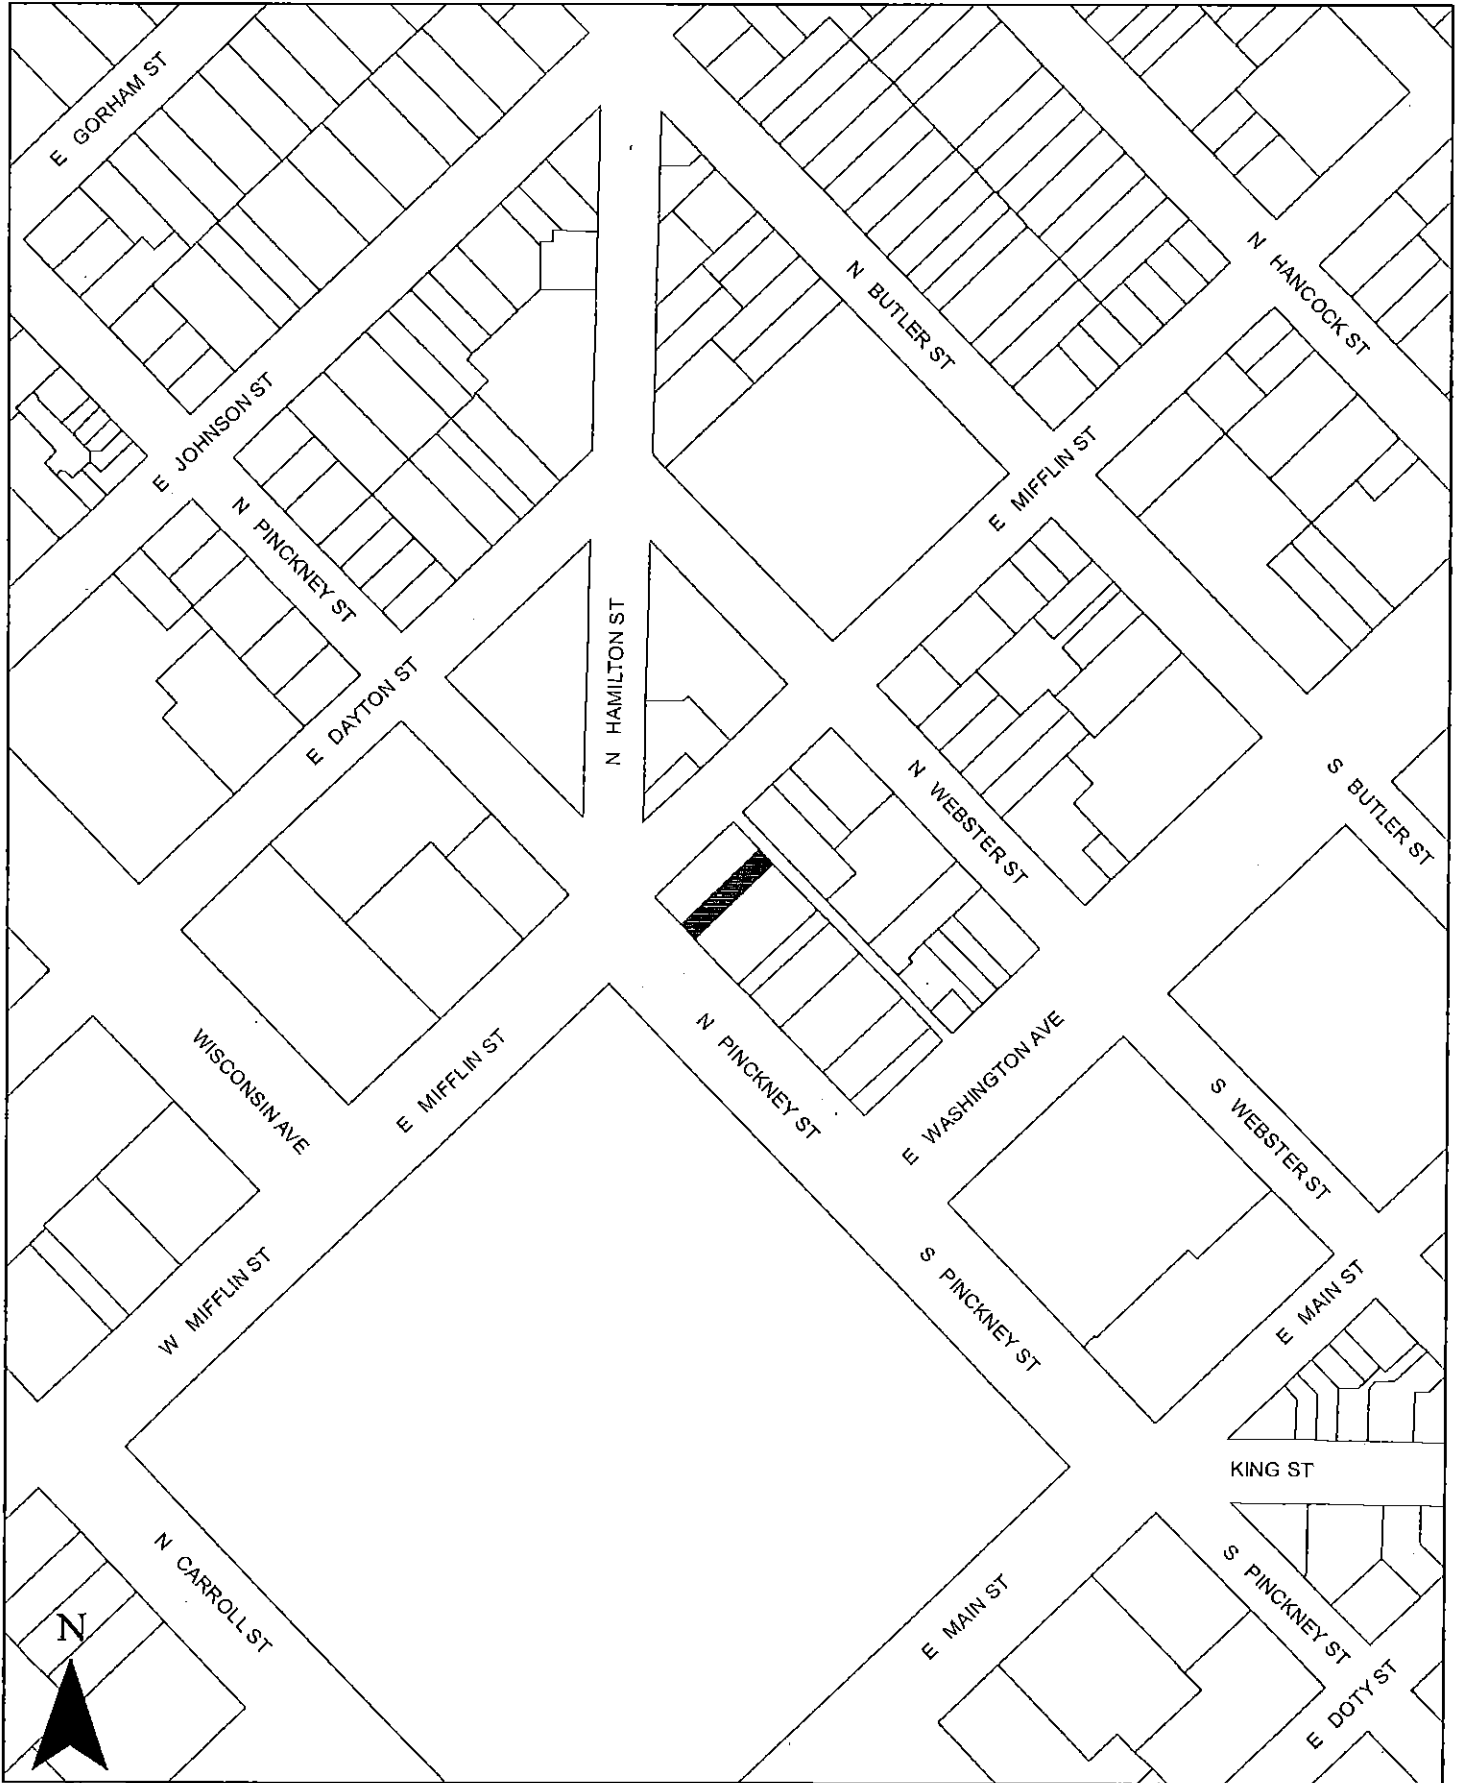 E GORHAM ST
N HANCOCK ST
N BUTLER ST
E JOHNSON ST
E MIFFLIN ST
N PINCKNEY ST
N HAMILTON ST
E DAYTON ST
N WEBSTER ST
S BUTLER ST
WISCONSIN AVE
E MIFFLIN ST
N PINCKNEY ST
E WASHINGTON AVE
S WEBSTER ST
W MIFFLIN ST
S PINCKNEY ST
E MAIN ST
KING ST
N CARROLL ST
N
E MAIN ST
S PINCKNEY ST
E DOTY ST